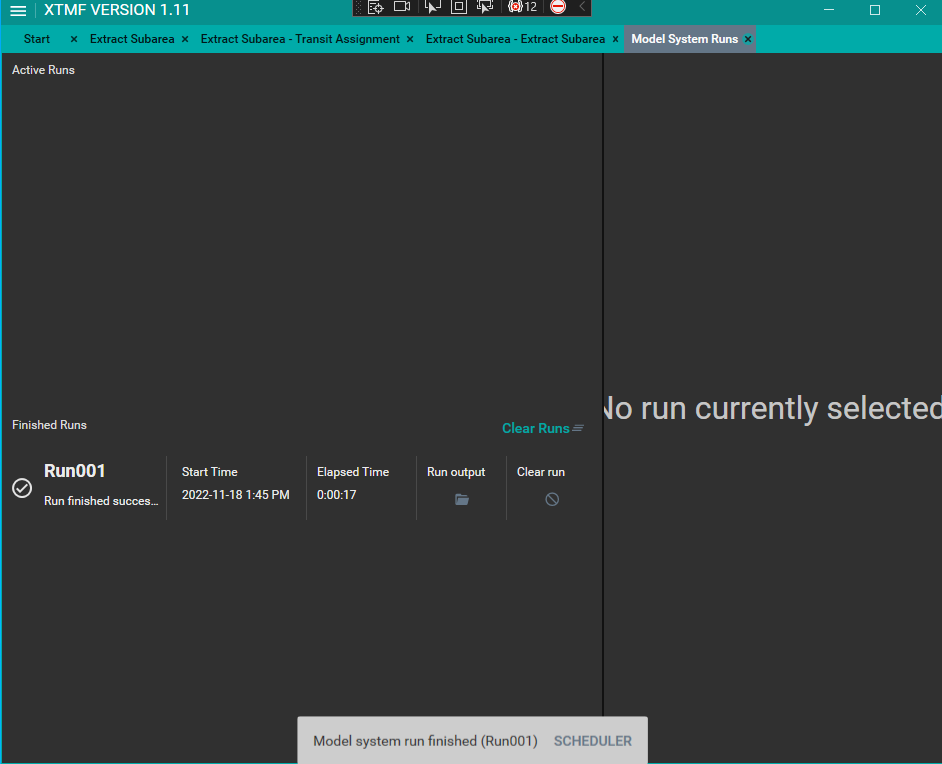 XTMF VERSION 1.11
12
Start × Extract Subarea × Extract Subarea - Transit Assignment × Extract Subarea - Extract Subarea × Model System Runs ×
Active Runs
No run currently selected
Finished Runs
Clear Runs
Run001
Run finished succes...
Start Time
2022-11-18 1:45 PM
Elapsed Time
0:00:17
Run output
Clear run
Model system run finished (Run001) SCHEDULER